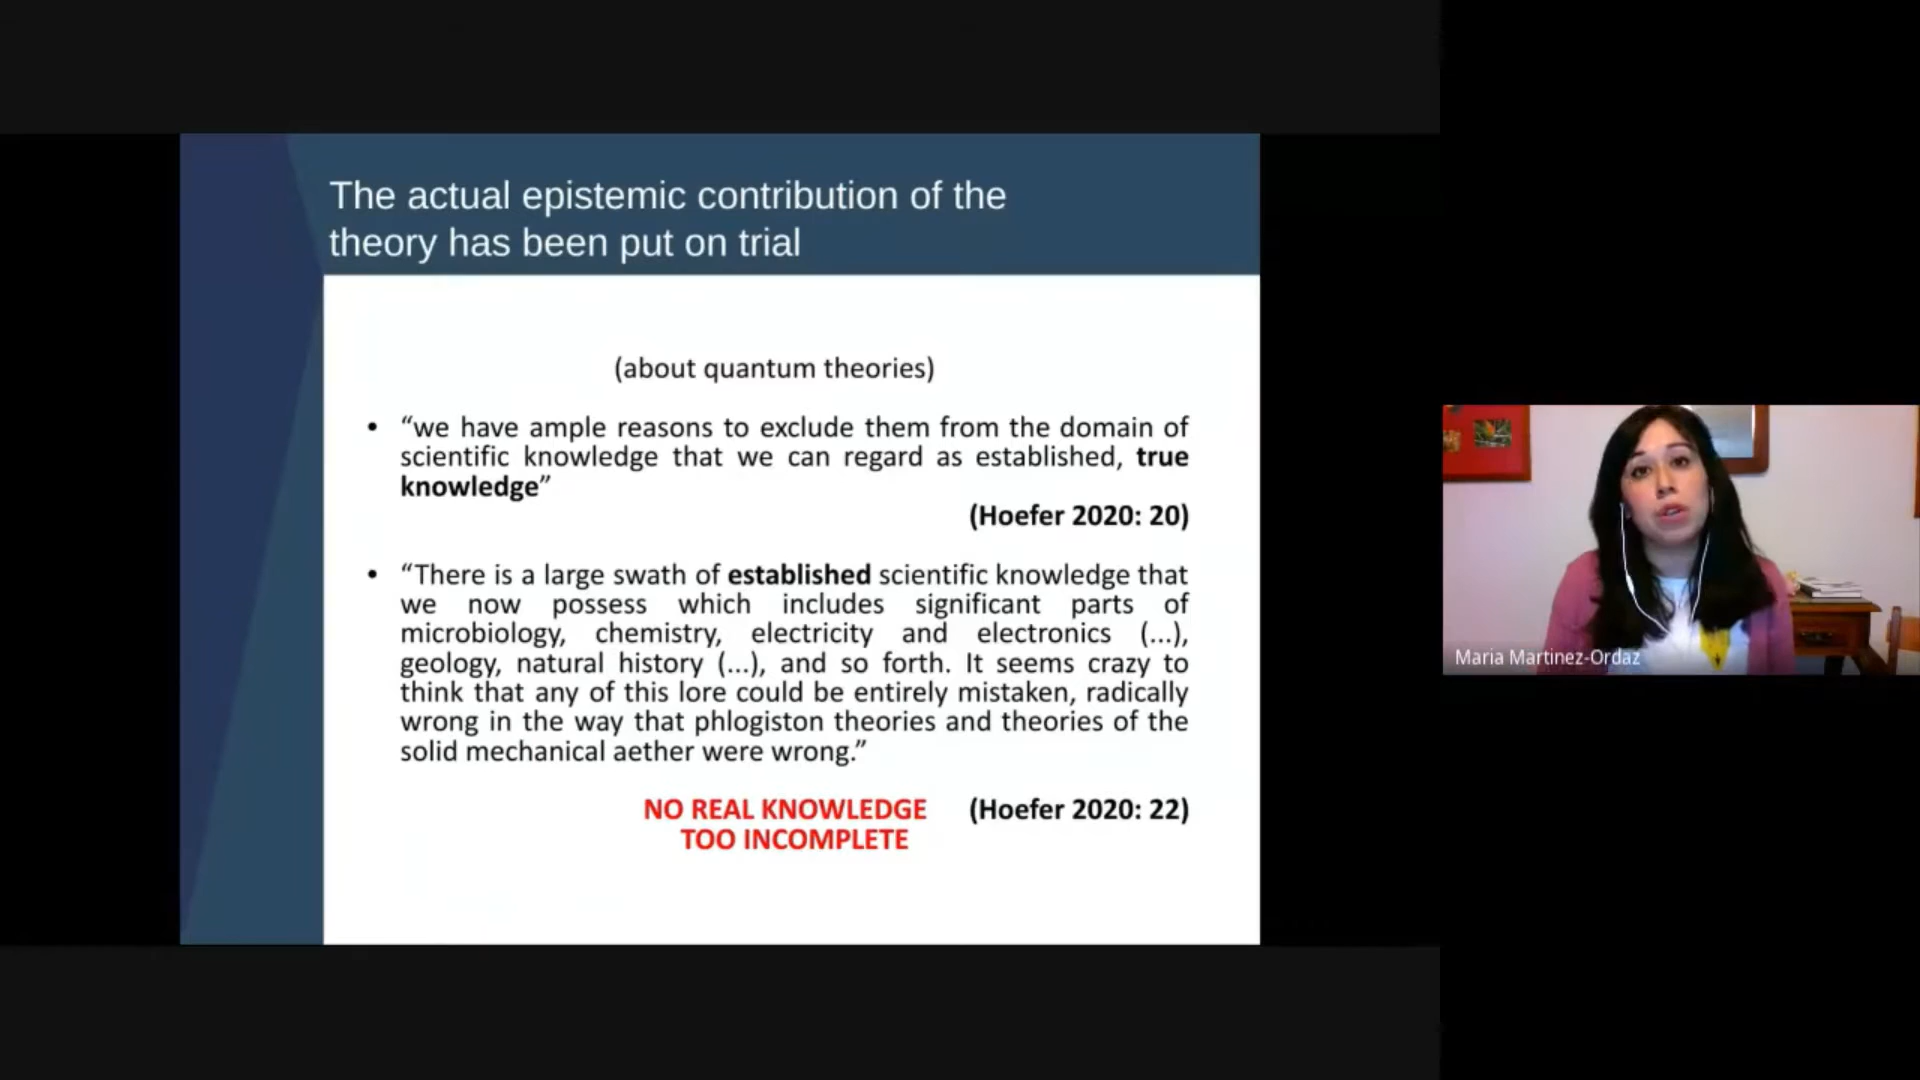 The actual epistemic contribution of the
theory has been put on trial
(about quantum theories)
• “we have ample reasons to exclude them from the domain of
scientific knowledge that we can regard as established, true
knowledge”
(Hoefer 2020: 20)
• “There is a large swath of established scientific knowledge that
we now possess which includes significant parts of
microbiology, chemistry, electricity and electronics (...),
geology, natural history (...), and so forth. It seems crazy to
think that any of this lore could be entirely mistaken, radically
wrong in the way that phlogiston theories and theories of the
solid mechanical aether were wrong.”
NO REAL KNOWLEDGE (Hoefer 2020: 22)
TOO INCOMPLETE
Maria Martinez-Ordaz